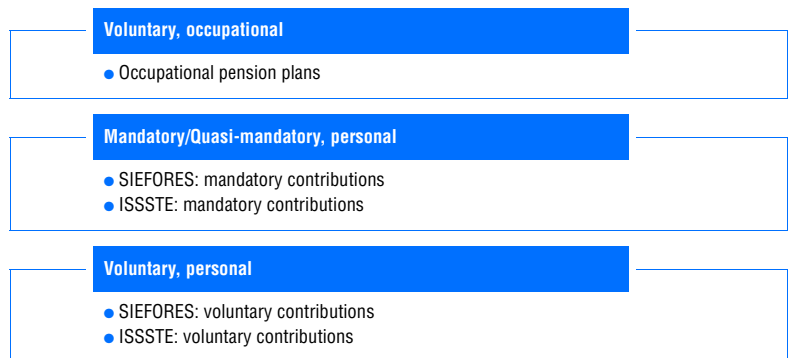 Voluntary, occupational
● Occupational pension plans
Mandatory/Quasi-mandatory, personal
● SIEFORES: mandatory contributions
● ISSSTE: mandatory contributions
Voluntary, personal
● SIEFORES: voluntary contributions
● ISSSTE: voluntary contributions